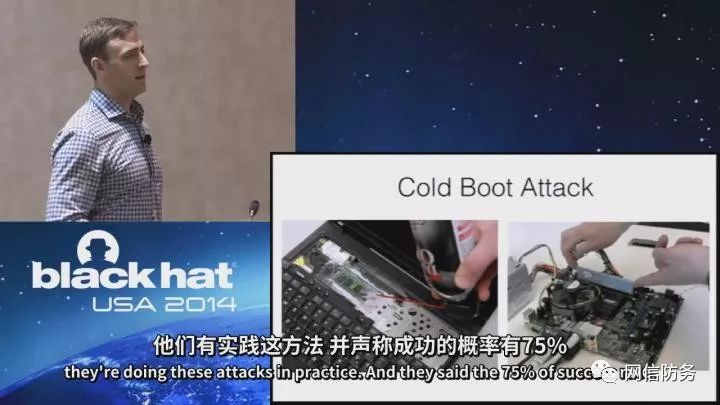 Cold Boot Attack
black hat
USA 2014
他们有实践这方法 并声称成功的概率有75%
they're doing these attacks in practice. And they said the 75% of
网信防务